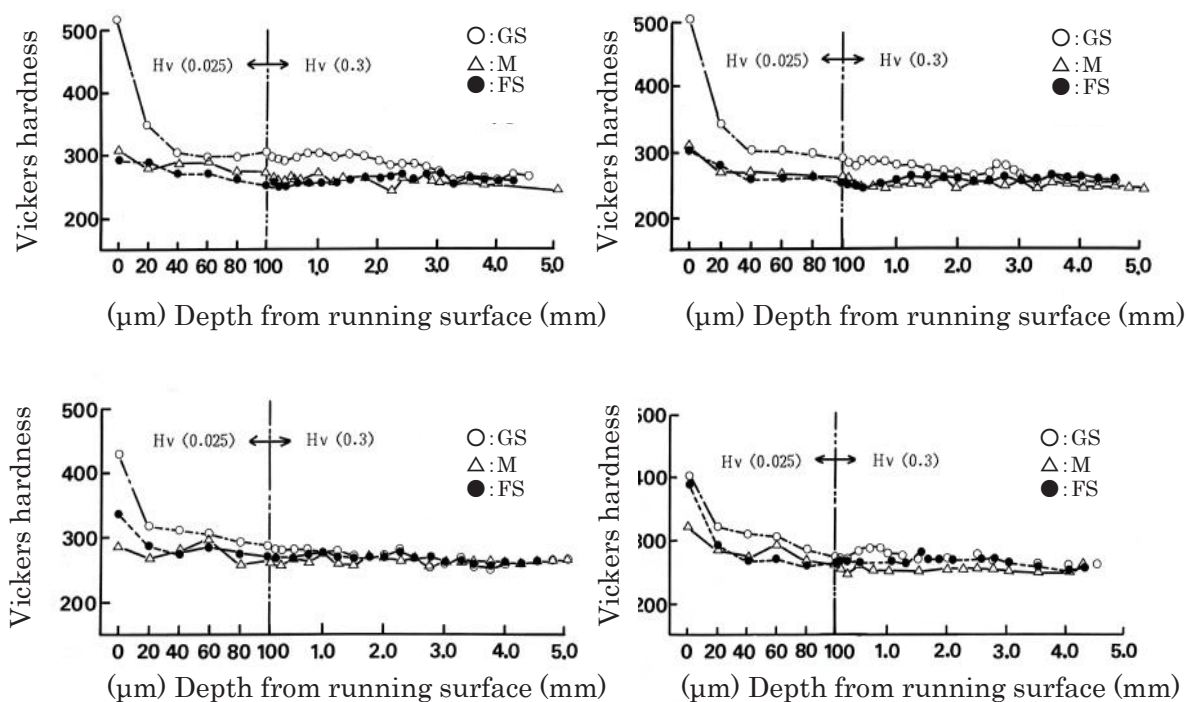 Vickers hardness
500
400
300
200
Hv (0.025) Hv (0.3)
○: GS
△: M
●: FS
0 20 40 60 80 100 1.0 2.0 3.0 4.0 5.0
(μm) Depth from running surface (mm)
Vickers hardness
500
400
300
200
Hv (0.025) Hv (0.3)
○: GS
△: M
●: FS
0 20 40 60 80 100 1.0 2.0 3.0 4.0 5.0
(μm) Depth from running surface (mm)
Vickers hardness
500
400
300
200
Hv (0.025) Hv (0.3)
○: GS
△: M
●: FS
0 20 40 60 80 100 1.0 2.0 3.0 4.0 5.0
(μm) Depth from running surface (mm)
Vickers hardness
500
400
300
200
Hv (0.025) Hv (0.3)
○: GS
△: M
●: FS
0 20 40 60 80 100 1.0 2.0 3.0 4.0 5.0
(μm) Depth from running surface (mm)